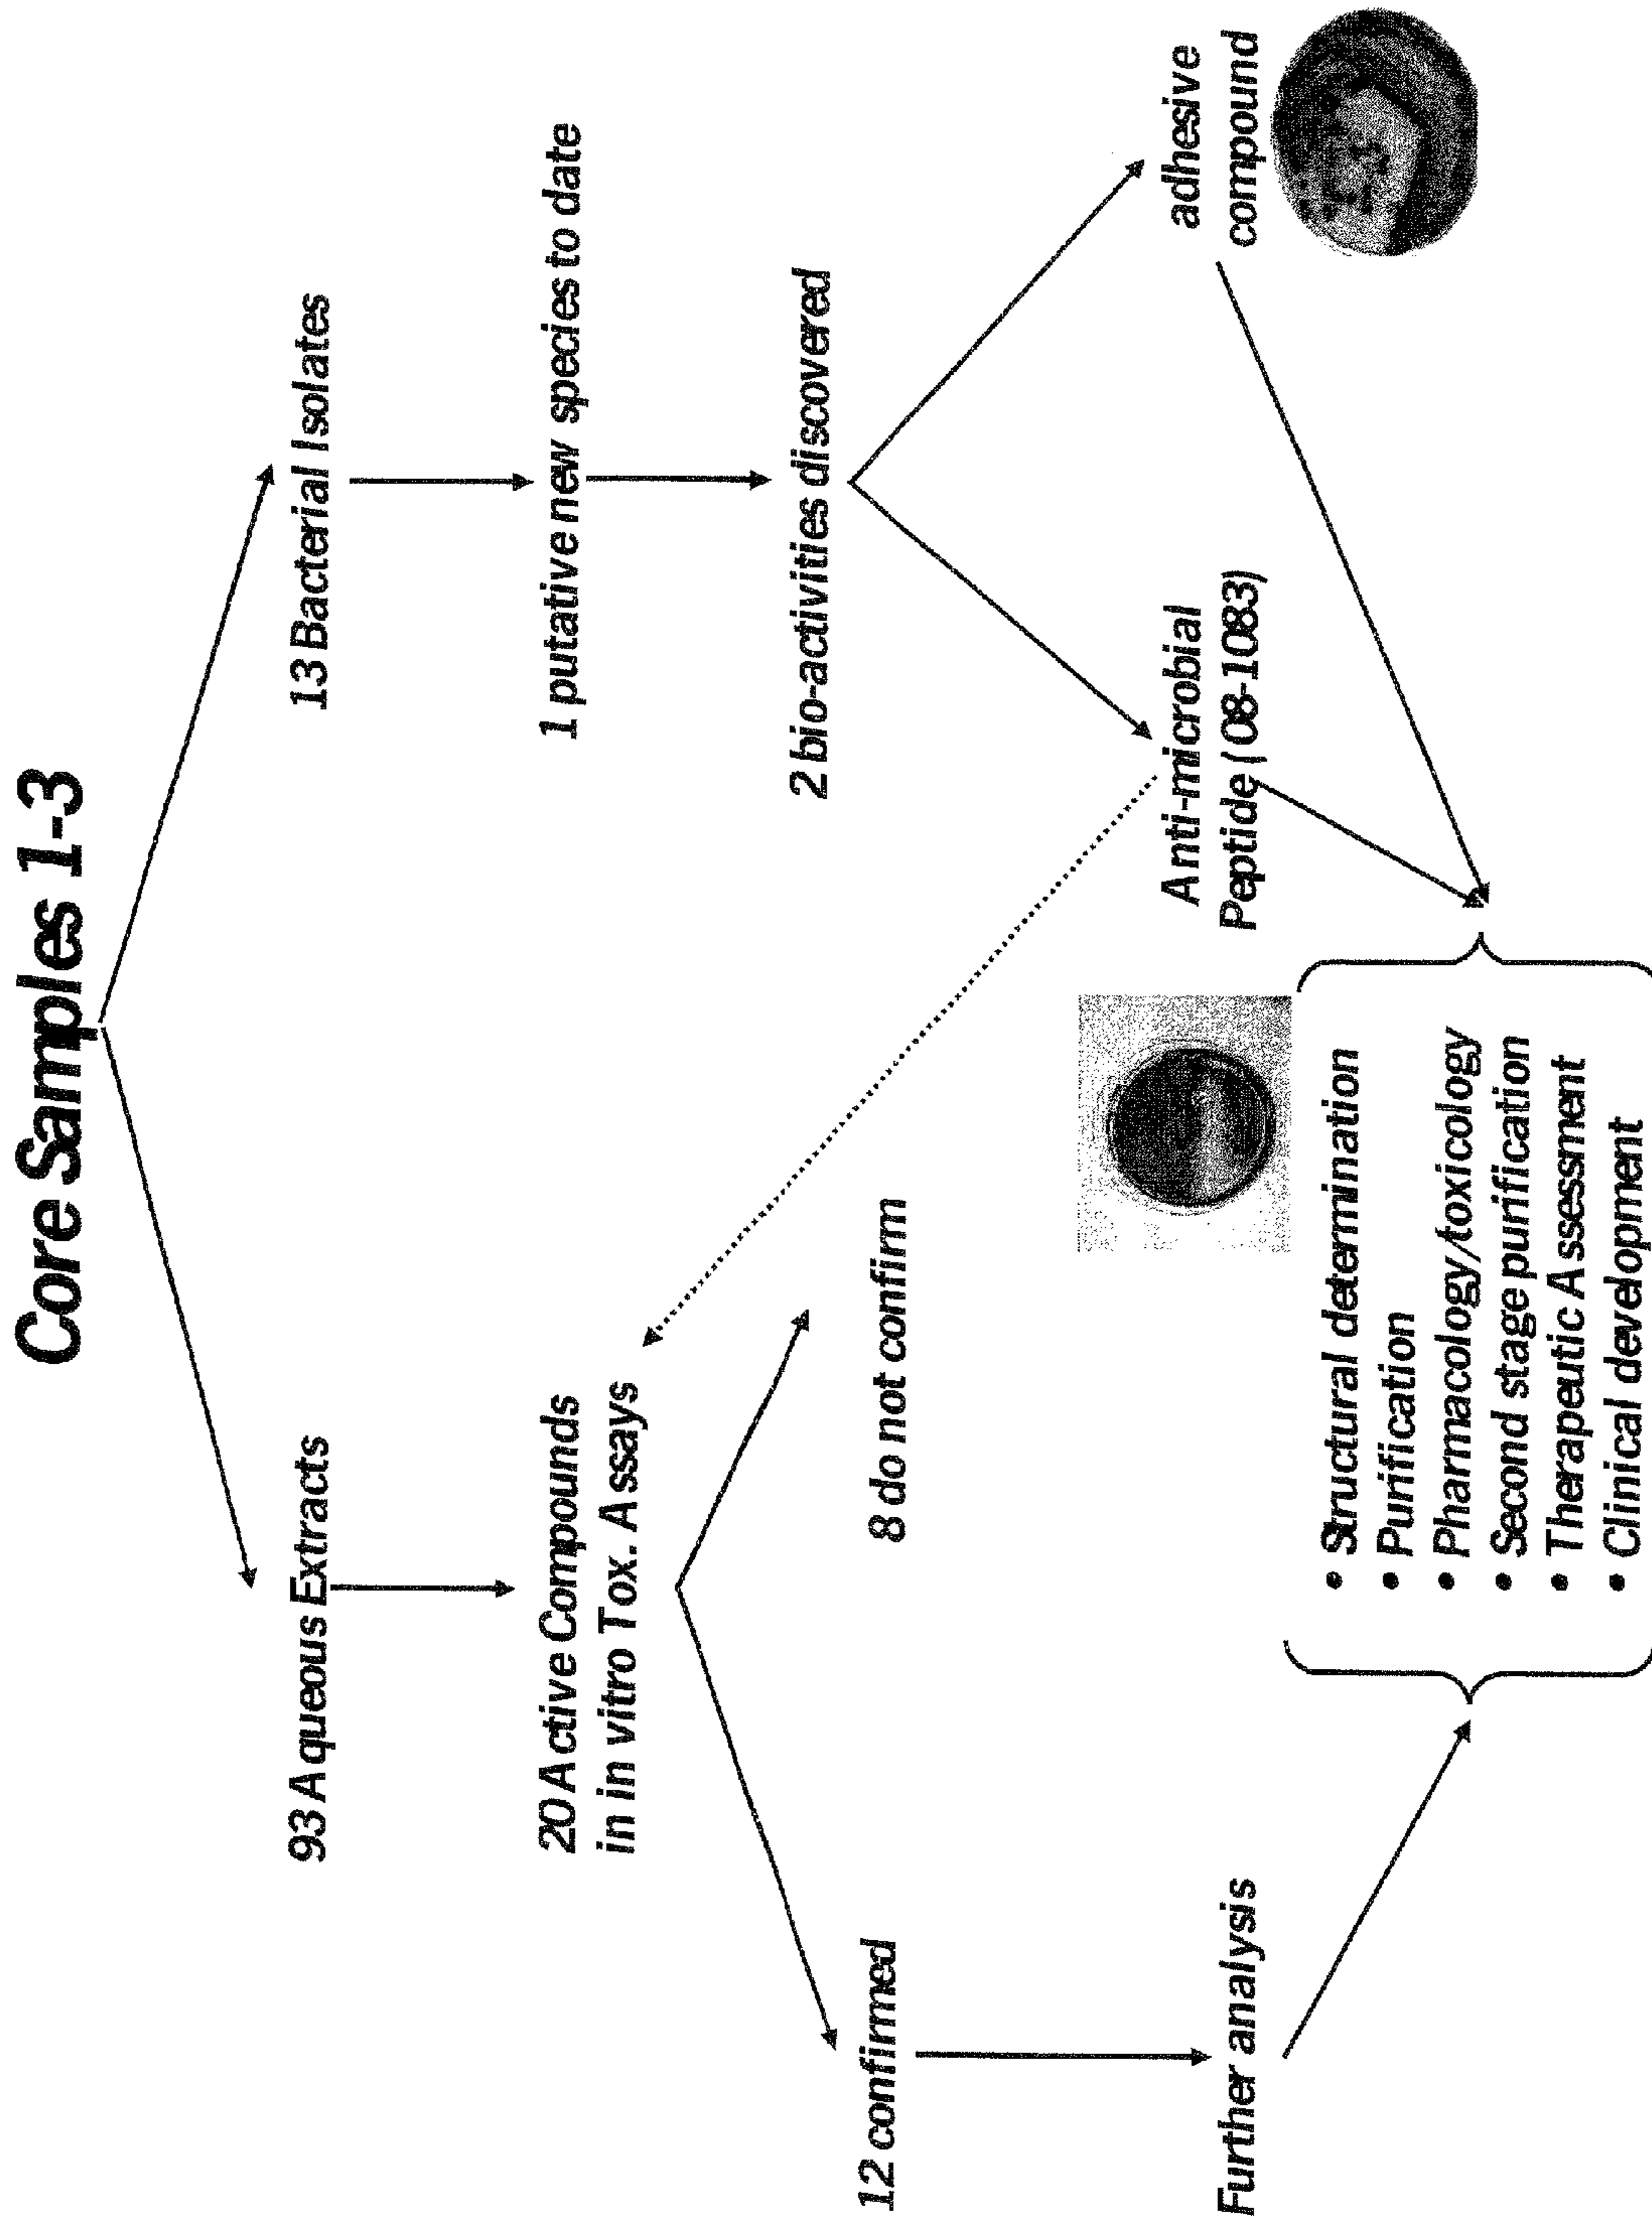 Core Samples 1-3
93 Aqueous Extracts
13 Bacterial Isolates
20 Active Compounds
in in vitro Tox. Assays
1 putative new species to date
12 confirmed
8 do not confirm
2 bio-activities discovered
Further analysis
Anti-microbial
Peptide (08-1083)
adhesive
compound
• Structural determination
• Purification
• Pharmacology/toxicology
• Second stage purification
• Therapeutic Assessment
• Clinical development